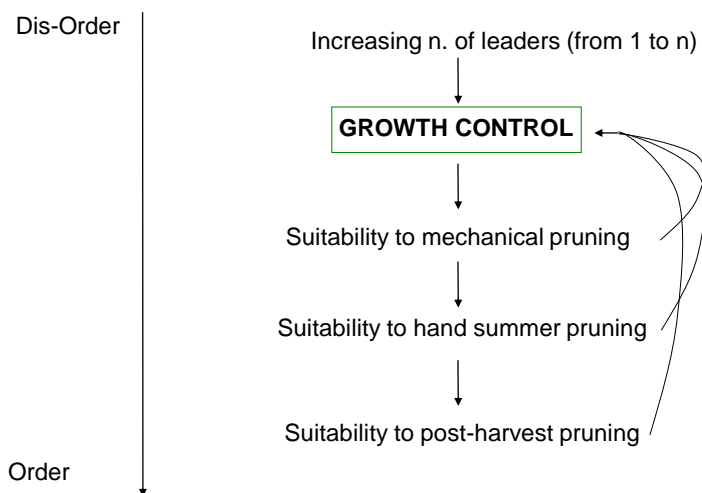 Dis-Order
Increasing n. of leaders (from 1 to n)
GROWTH CONTROL
Suitability to mechanical pruning
Suitability to hand summer pruning
Suitability to post-harvest pruning
Order